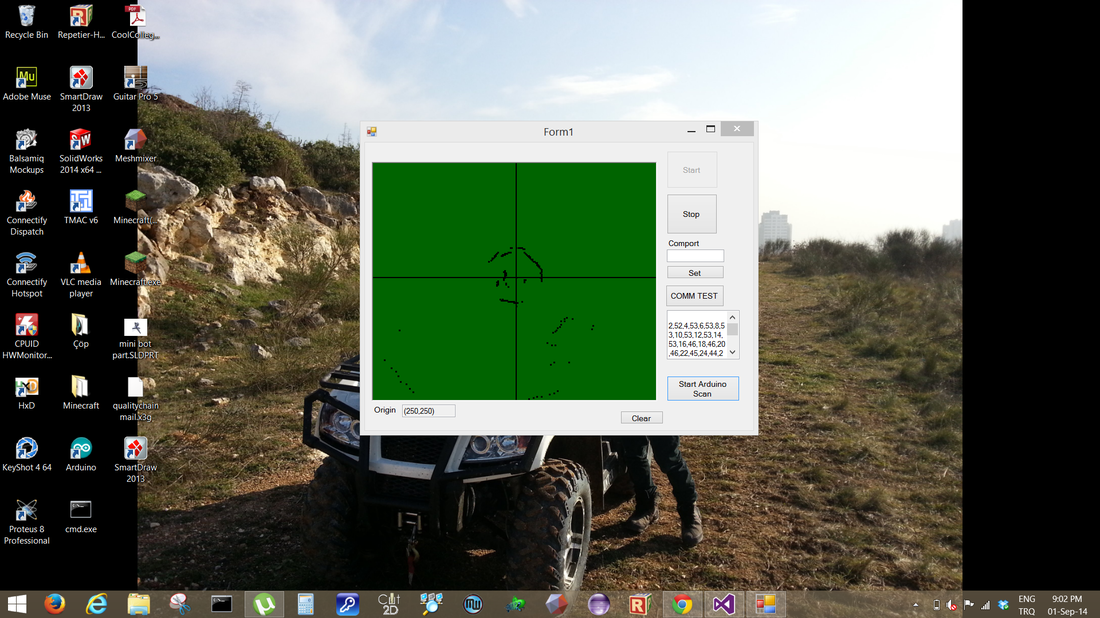 Recycle Bin
Repetier-H...
CoolColleg...
Adobe Muse
SmartDraw
2013
Guitar Pro 5
Balsamiq
Mockups
SolidWorks
2014 x64 ...
Meshmixer
Connectify
Dispatch
TMAC v6
Minecraft(...
Connectify
Hotspot
VLC media
player
Minecraft.exe
CPUID
HWMonitor...
Çöp
mini bot
part.SLDPRT
HxD
Minecraft
qualitychain
mail.x3g
KeyShot 4 64
Arduino
SmartDraw
2013
Proteus 8
Professional
cmd.exe
Form1
Start
Stop
Comport
Set
COMM TEST
2,52,4,53,6,53,8,5
3,10,53,12,53,14,
53,16,46,18,46,20
,46,22,45,24,44,2
Start Arduino
Scan
Origin
(250,250)
Clear
ENG
TRQ
9:02 PM
01-Sep-14